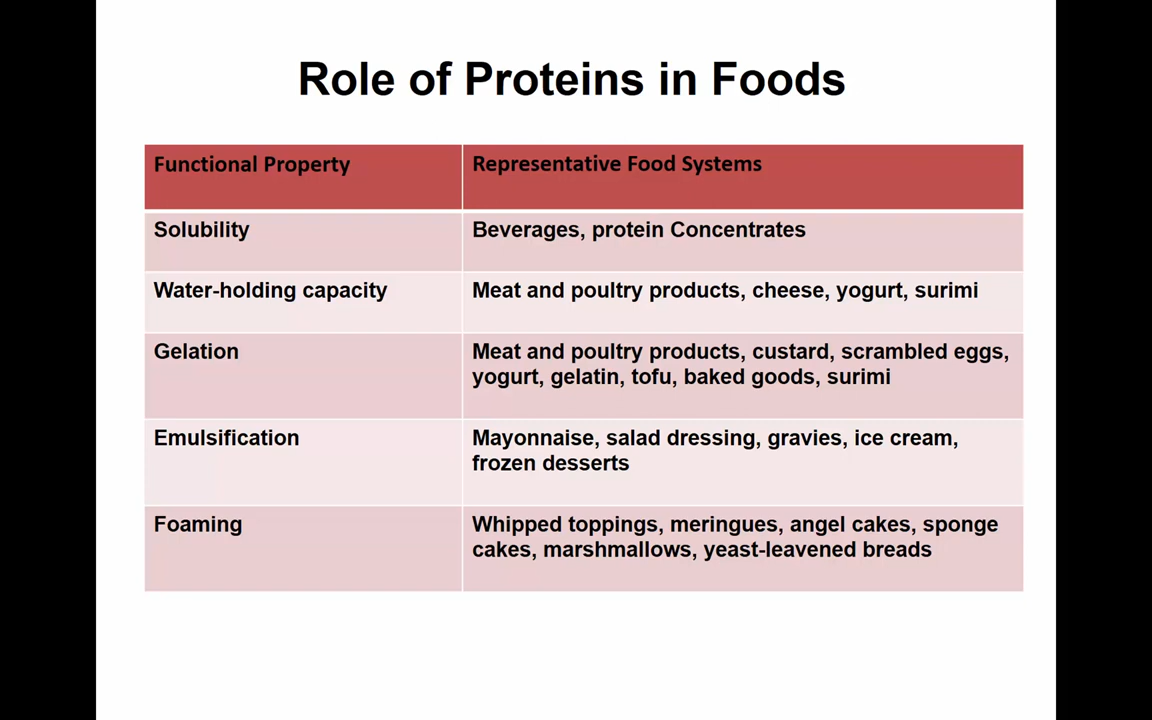 Role of Proteins in Foods
Functional Property
Representative Food Systems
Solubility
Beverages, protein Concentrates
Water-holding capacity
Meat and poultry products, cheese, yogurt, surimi
Gelation
Meat and poultry products, custard, scrambled eggs,
yogurt, gelatin, tofu, baked goods, surimi
Emulsification
Mayonnaise, salad dressing, gravies, ice cream,
frozen desserts
Foaming
Whipped toppings, meringues, angel cakes, sponge
cakes, marshmallows, yeast-leavened breads